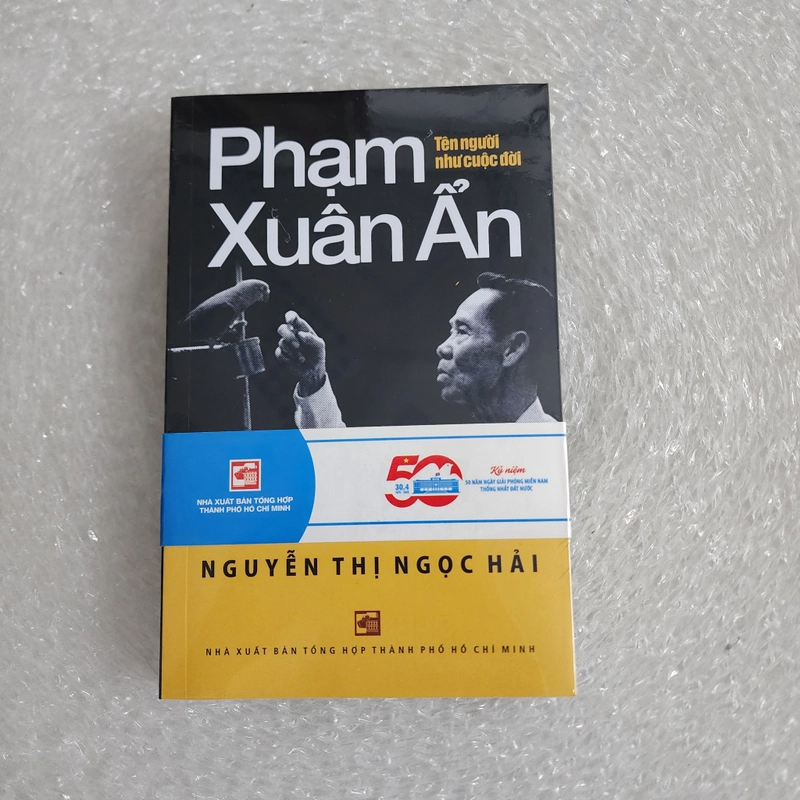 Phạm
Tên người
như cuộc đời
Xuân Ẩn
NHÀ XUẤT BẢN TỔNG HỢP
THÀNH PHỐ HỒ CHÍ MINH
50
30.4
Kỷ niệm
50 NĂM NGÀY GIẢI PHÓNG MIỀN NAM
THỐNG NHẤT ĐẤT NƯỚC
NGUYỄN THỊ NGỌC HẢI
NHÀ XUẤT BẢN TỔNG HỢP THÀNH PHỐ HỒ CHÍ MINH